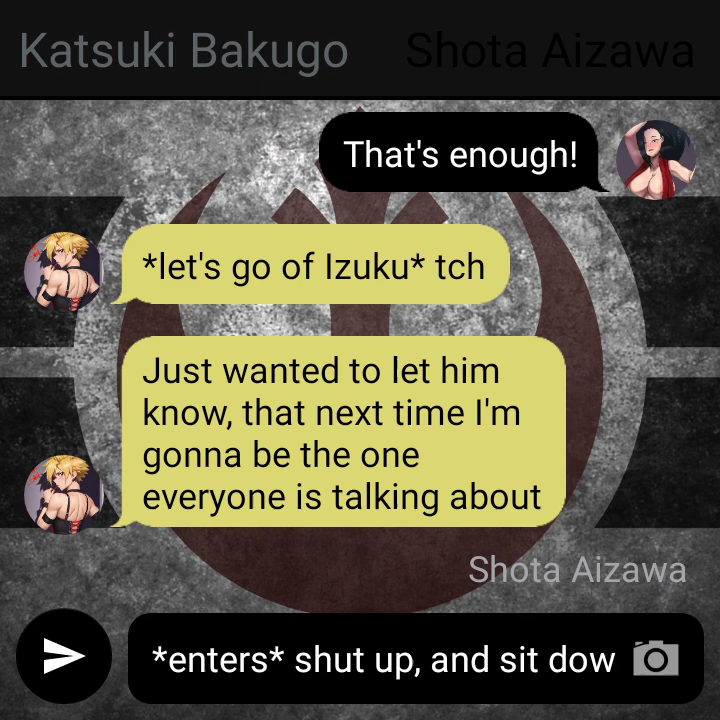 Katsuki Bakugo
Shota Aizawa
That's enough!
*let's go of Izuku* tch
Just wanted to let him
know, that next time I'm
gonna be the one
everyone is talking about
Shota Aizawa
*enters* shut up, and sit dow